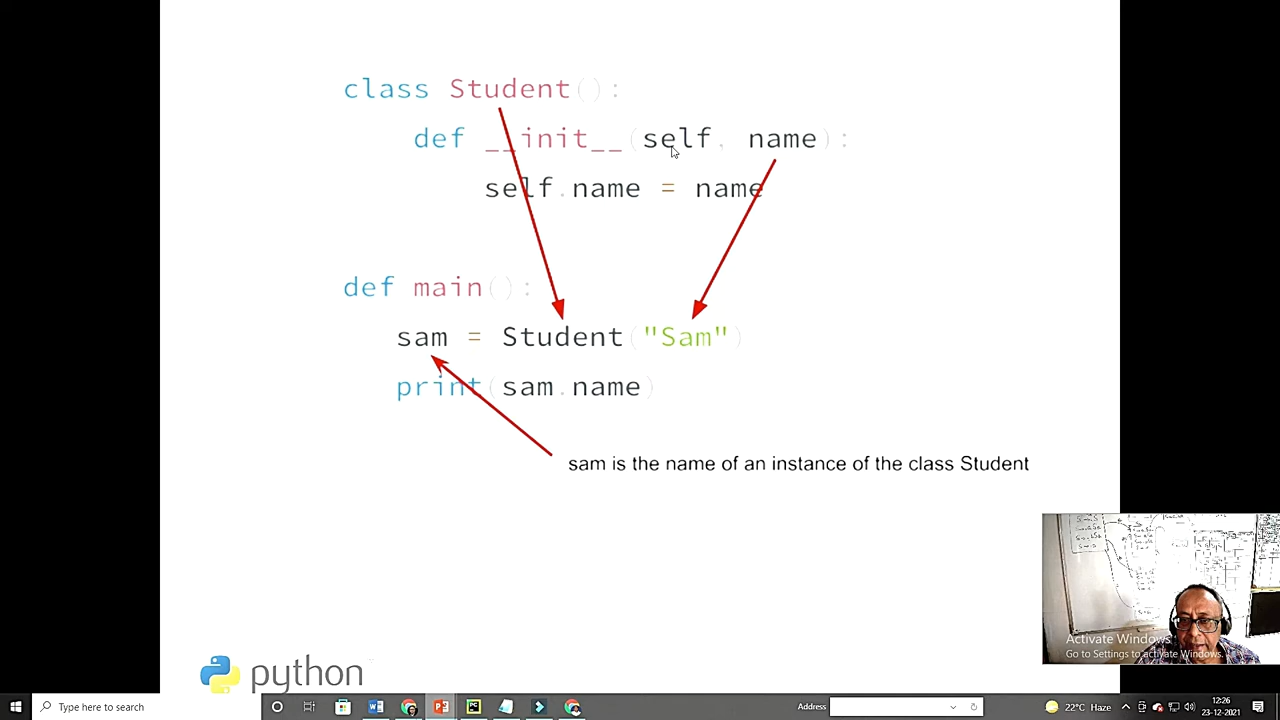 class Student():
def __init__(self, name):
self.name = name
def main():
sam = Student("Sam")
print(sam.name)
sam is the name of an instance of the class Student
python
Activate Windows
Go to Settings to activate Windows.
Type here to search
Address
22°C Haze
12:26
23-12-2021